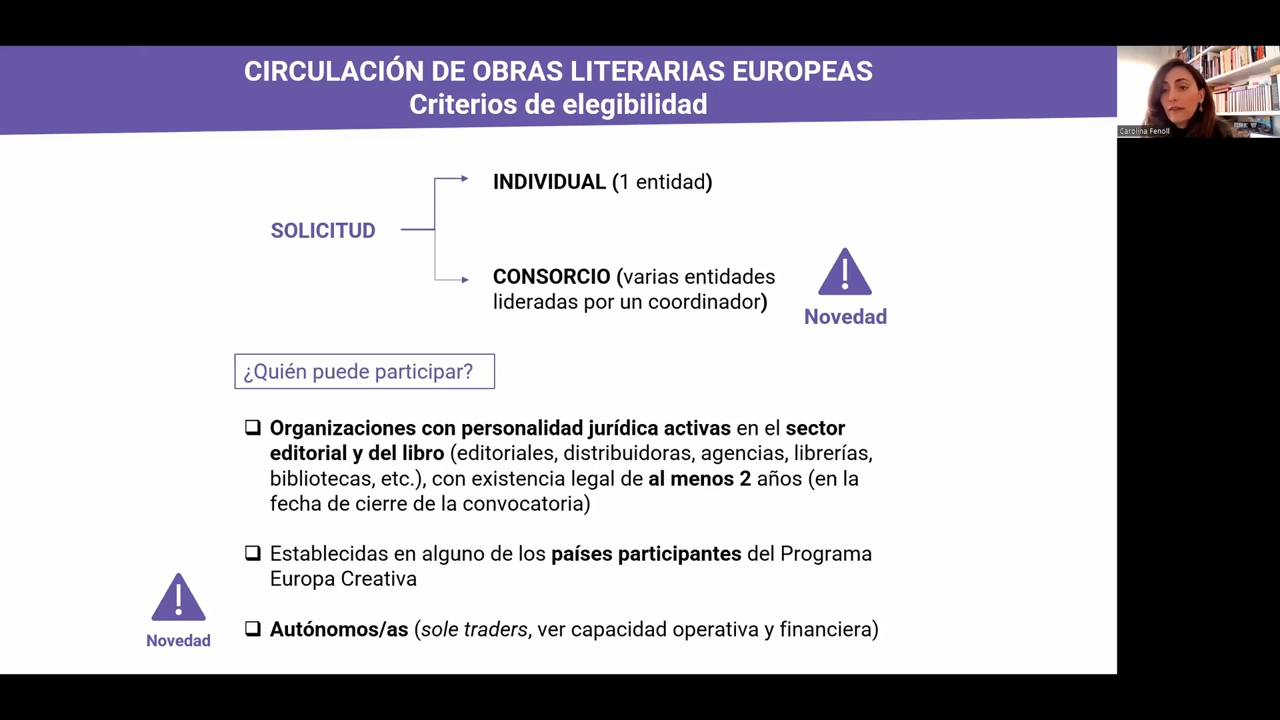 CIRCULACIÓN DE OBRAS LITERARIAS EUROPEAS
Criterios de elegibilidad
Carolina Fenoll
INDIVIDUAL (1 entidad)
SOLICITUD
CONSORCIO (varias entidades
lideradas por un coordinador)
Novedad
¿Quién puede participar?
Organizaciones con personalidad jurídica activas en el sector
editorial y del libro (editoriales, distribuidoras, agencias, librerías,
bibliotecas, etc.), con existencia legal de al menos 2 años (en la
fecha de cierre de la convocatoria)
Establecidas en alguno de los países participantes del Programa
Europa Creativa
Novedad
Autónomos/as (sole traders, ver capacidad operativa y financiera)